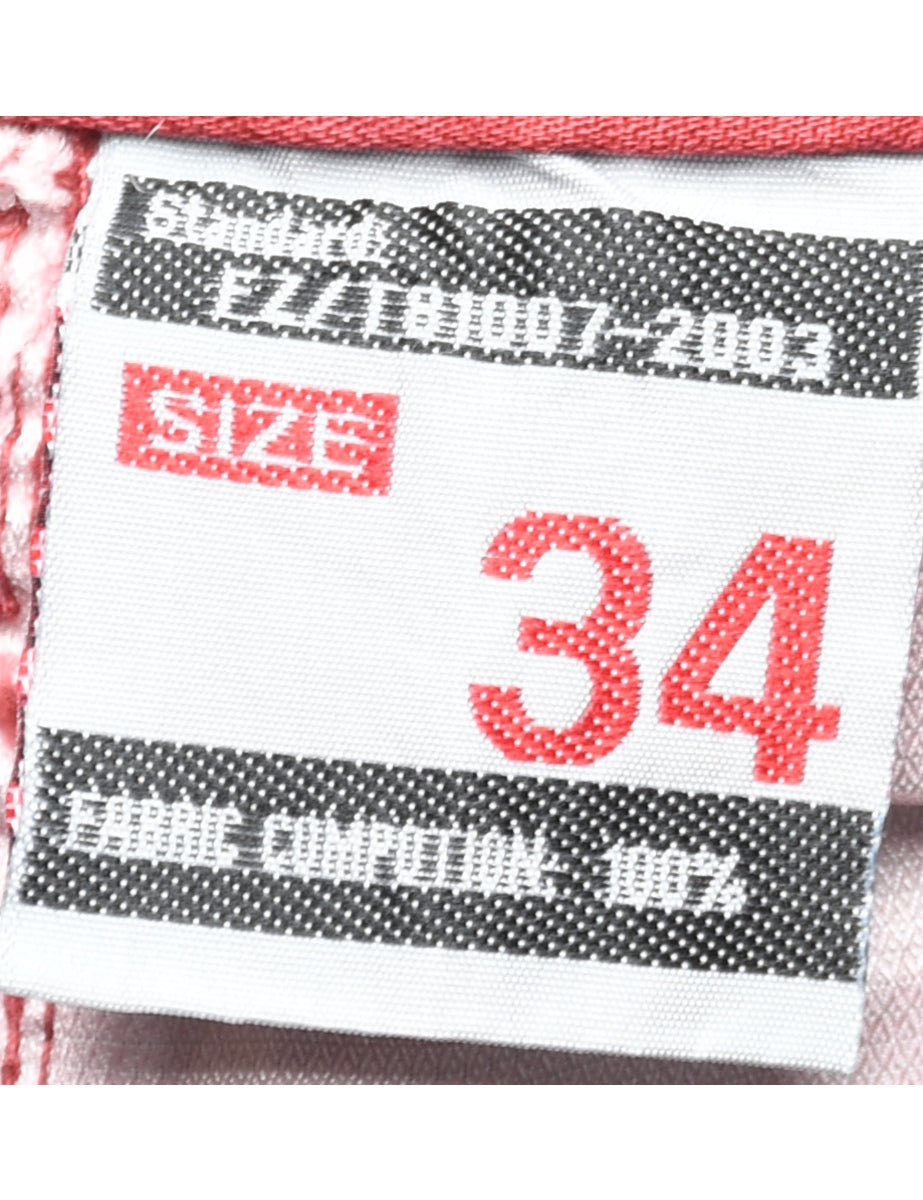 Standard:
FZ/T81007-2003
SIZE
34
FABRIC COMPOTION: 100%